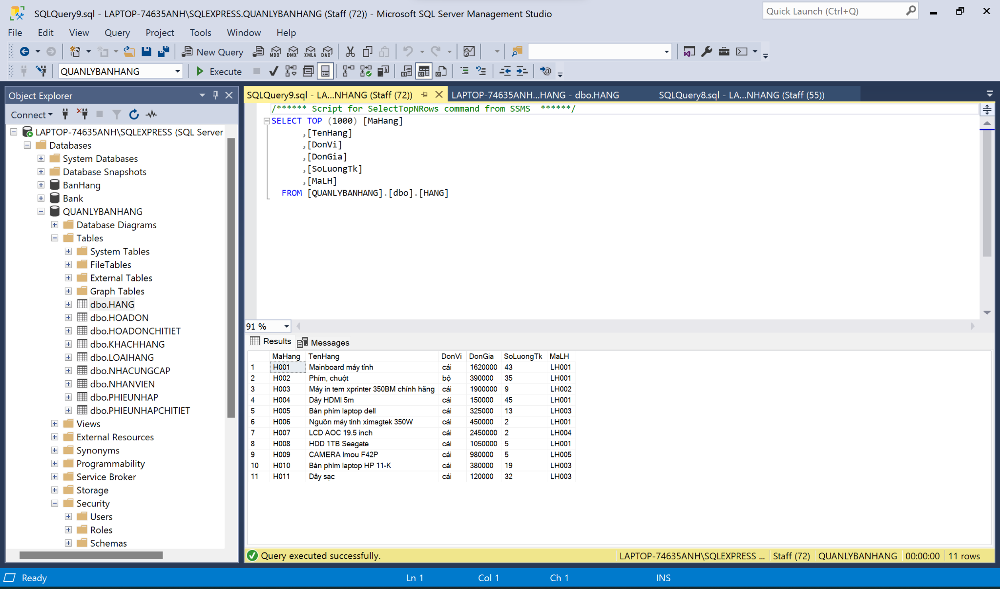 SQLQuery9.sql - LAPTOP-74635ANH\SQLEXPRESS.QUANLYBANHANG (Staff (72)) - Microsoft SQL Server Management Studio
Quick Launch (Ctrl+Q)
File Edit View Query Project Tools Window Help
New Query MDX DMX XMLA DAX
QUANLYBANHANG Execute
Object Explorer
Connect
LAPTOP-74635ANH\SQLEXPRESS (SQL Server
Databases
System Databases
Database Snapshots
BanHang
Bank
QUANLYBANHANG
Database Diagrams
Tables
System Tables
FileTables
External Tables
Graph Tables
dbo.HANG
dbo.HOADON
dbo.HOADONCHITIET
dbo.KHACHHANG
dbo.LOAIHANG
dbo.NHACUNGCAP
dbo.NHANVIEN
dbo.PHIEUNHAP
dbo.PHIEUNHAPCHITIET
Views
External Resources
Synonyms
Programmability
Service Broker
Storage
Security
Users
Roles
Schemas
SQLQuery9.sql - LA...NHANG (Staff (72)) LAPTOP-74635ANH...HANG - dbo.HANG SQLQuery8.sql - LA...NHANG (Staff (55))
/****** Script for SelectTopNRows command from SSMS ******/
SELECT TOP (1000) [MaHang]
,[TenHang]
,[DonVi]
,[DonGia]
,[SoLuongTk]
,[MaLH]
FROM [QUANLYBANHANG].[dbo].[HANG]
91 %
Results Messages
MaHang TenHang DonVi DonGia SoLuongTk MaLH
1 H001 Mainboard máy tính cái 1620000 43 LH001
2 H002 Phím, chuột bộ 390000 35 LH001
3 H003 Máy in tem xprinter 350BM chính hãng cái 1900000 9 LH002
4 H004 Dây HDMI 5m cái 150000 45 LH001
5 H005 Bàn phím laptop dell cái 325000 13 LH003
6 H006 Nguồn máy tính ximagtek 350W cái 450000 2 LH001
7 H007 LCD AOC 19.5 inch cái 2450000 2 LH004
8 H008 HDD 1TB Seagate cái 1050000 5 LH001
9 H009 CAMERA Imou F42P cái 980000 5 LH005
10 H010 Bàn phím laptop HP 11-K cái 380000 19 LH003
11 H011 Dây sạc cái 120000 32 LH003
Query executed successfully. LAPTOP-74635ANH\SQLEXPRESS ... Staff (72) QUANLYBANHANG 00:00:00 11 rows
Ready Ln 1 Col 1 Ch 1 INS